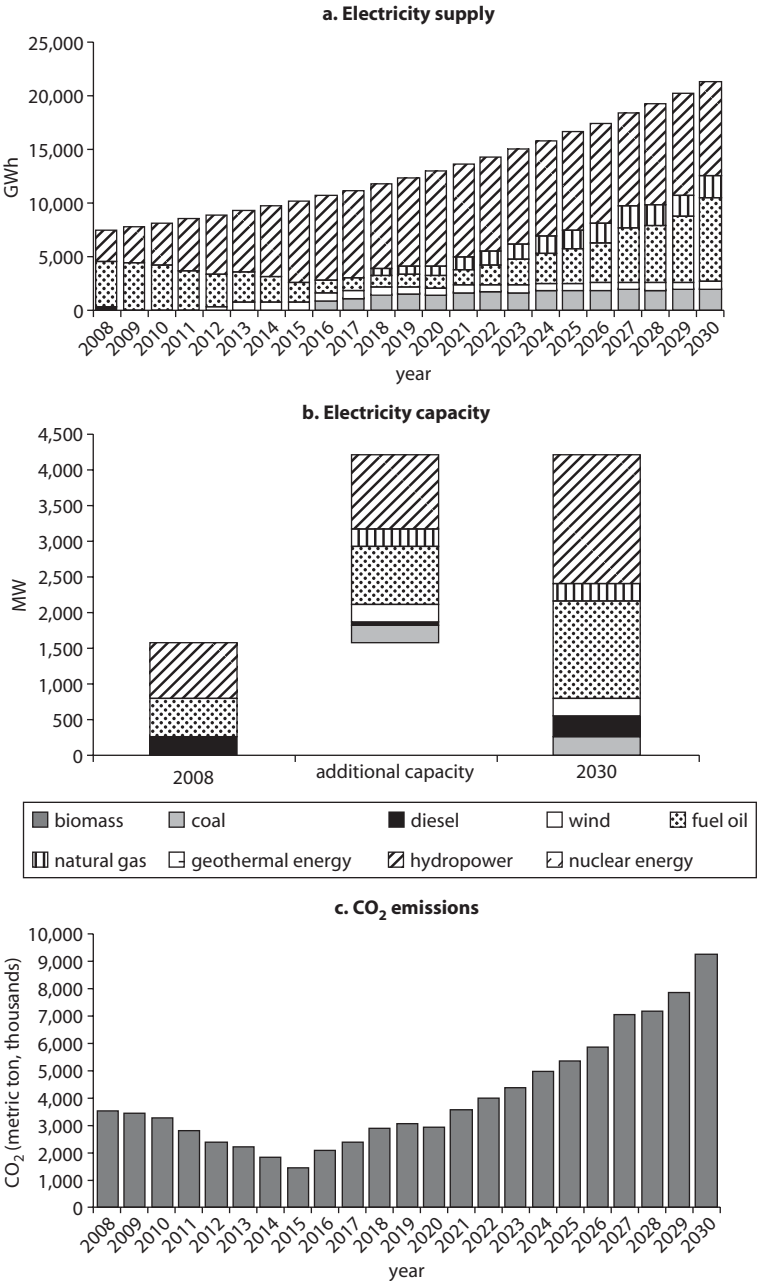 a. Electricity supply
25,000
20,000
15,000
10,000
5,000
0
GWh
2008 2009 2010 2011 2012 2013 2014 2015 2016 2017 2018 2019 2020 2021 2022 2023 2024 2025 2026 2027 2028 2029 2030
year
b. Electricity capacity
4,500
4,000
3,500
3,000
2,500
2,000
1,500
1,000
500
0
MW
2008 additional capacity 2030
biomass coal diesel wind fuel oil
natural gas geothermal energy hydropower nuclear energy
c. CO2 emissions
10,000
9,000
8,000
7,000
6,000
5,000
4,000
3,000
2,000
1,000
0
CO2 (metric ton, thousands)
2008 2009 2010 2011 2012 2013 2014 2015 2016 2017 2018 2019 2020 2021 2022 2023 2024 2025 2026 2027 2028 2029 2030
year